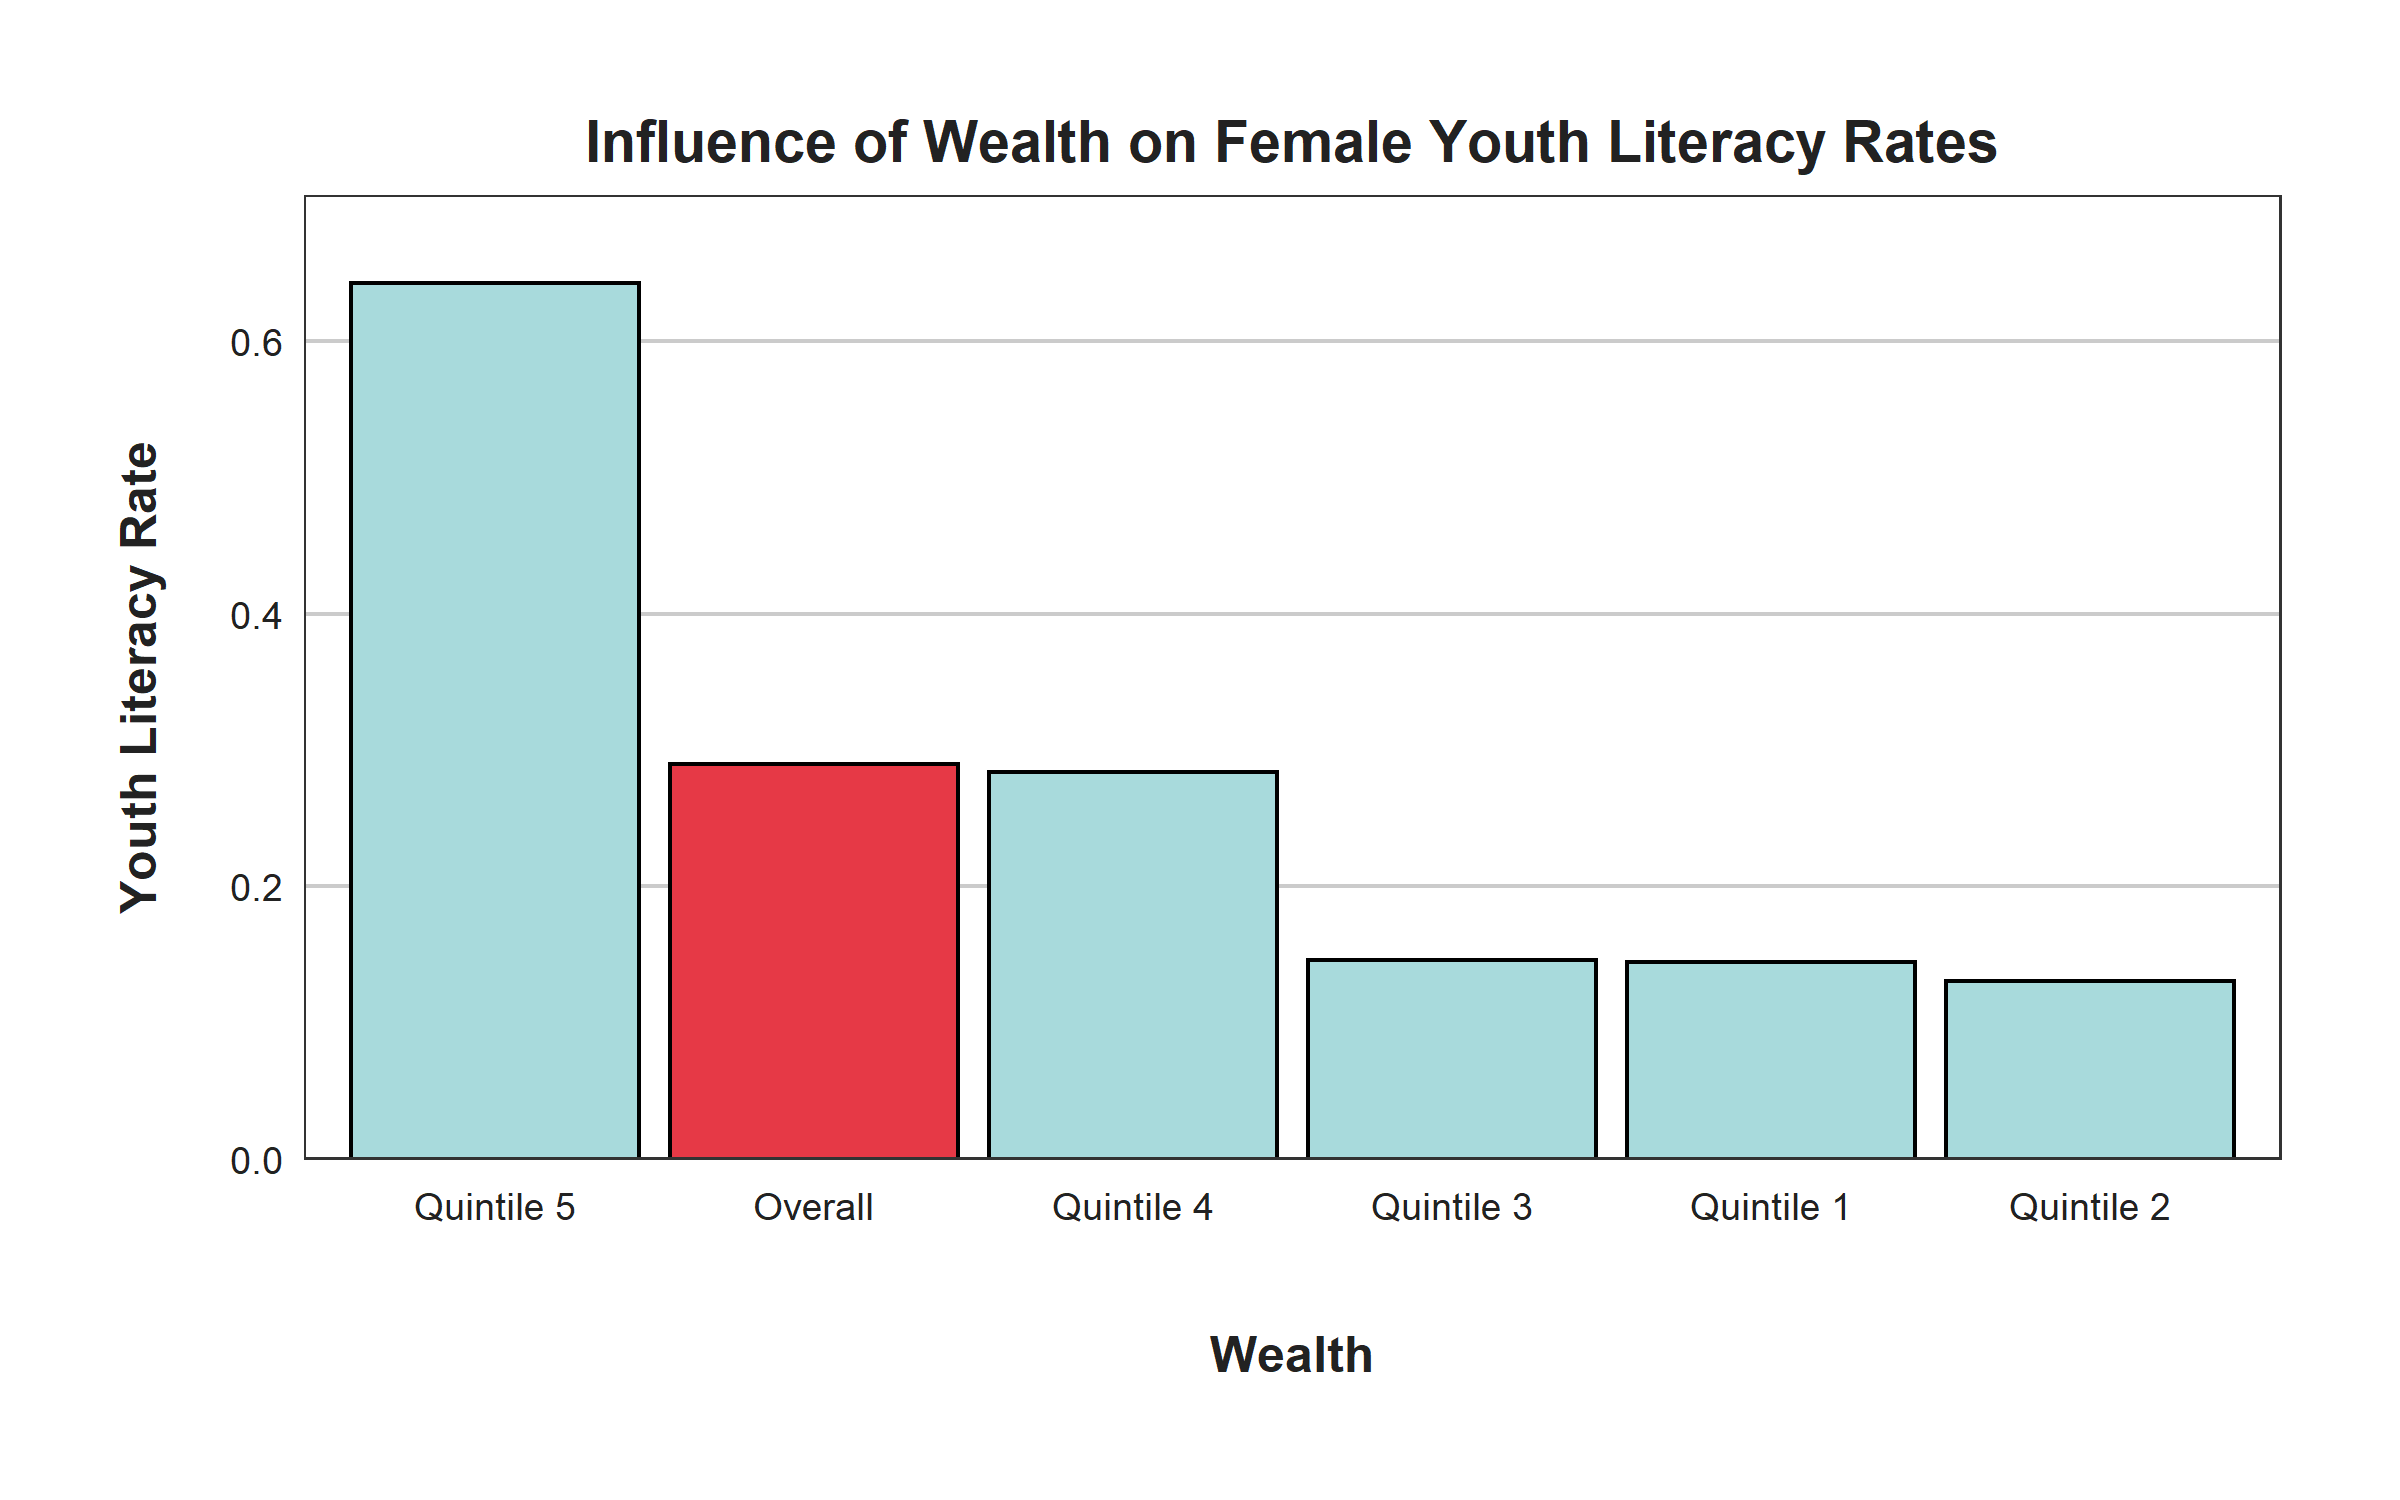 Influence of Wealth on Female Youth Literacy Rates
Youth Literacy Rate
0.6
0.4
0.2
0.0
Quintile 5 Overall Quintile 4 Quintile 3 Quintile 1 Quintile 2
Wealth